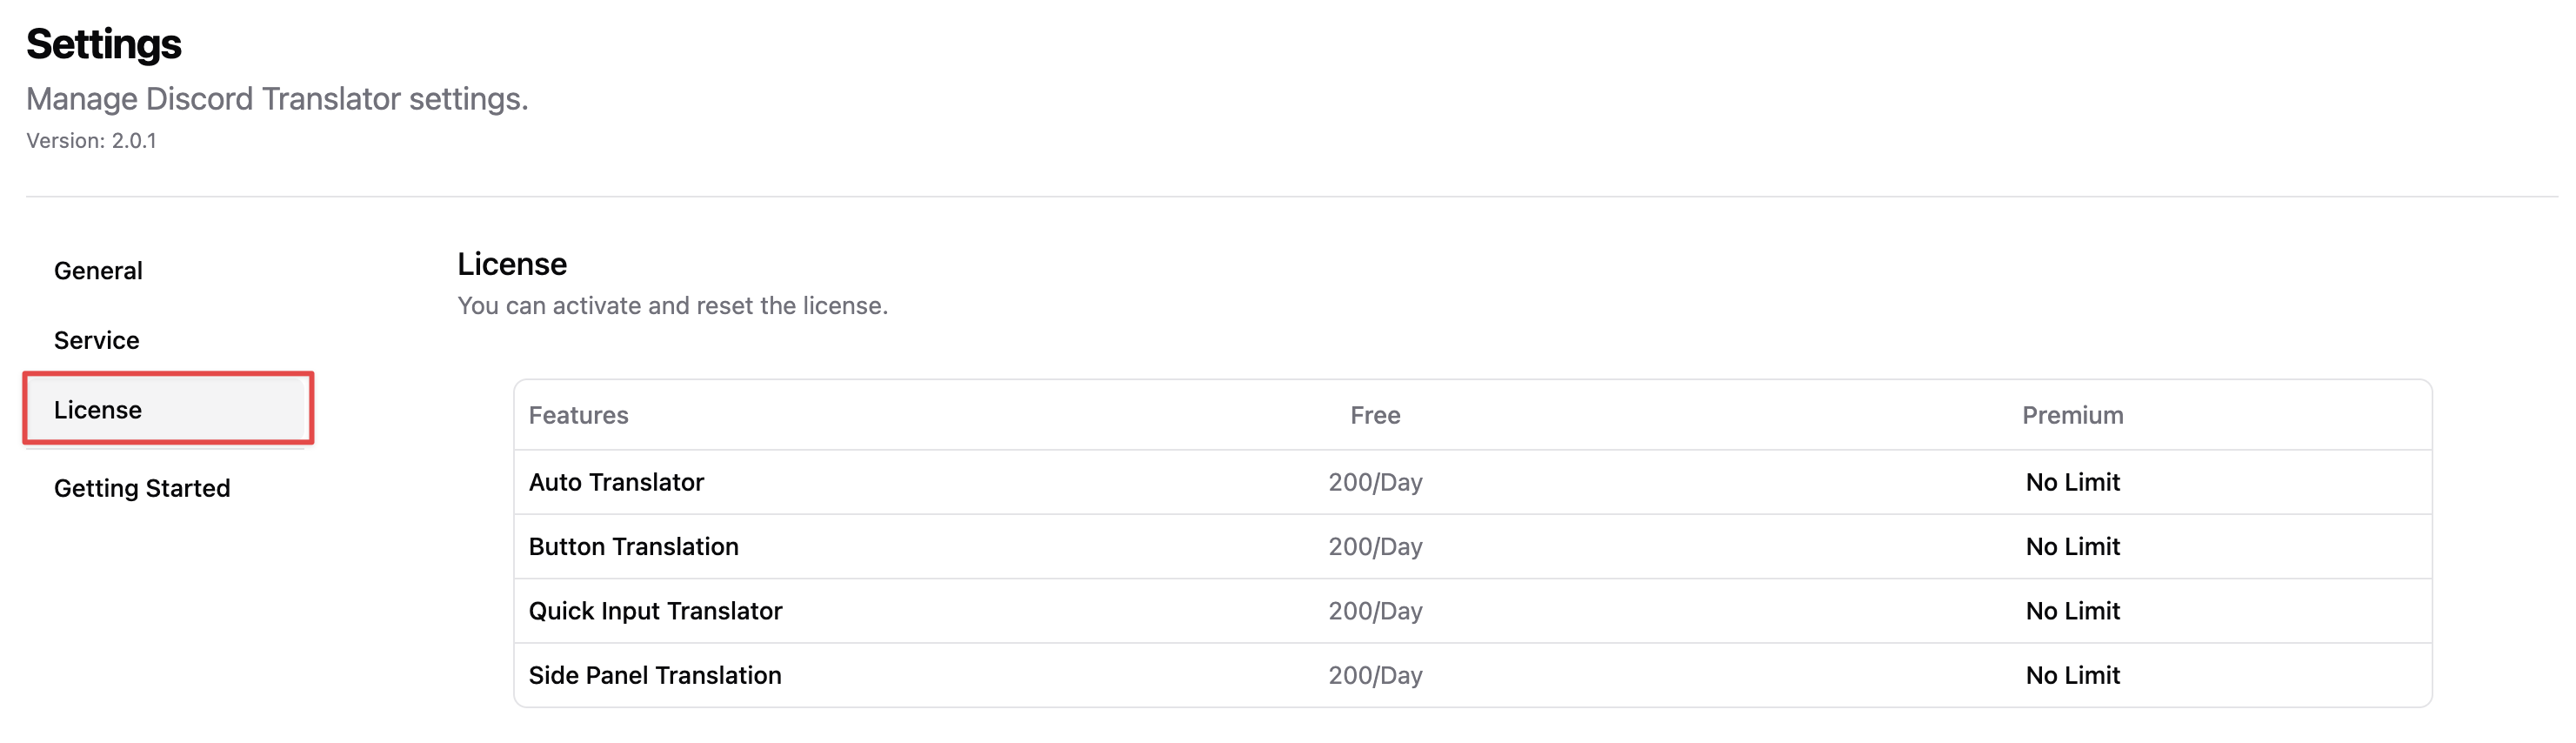 Settings
Manage Discord Translator settings.
Version: 2.0.1
General
Service
License
Getting Started
License
You can activate and reset the license.
Features Free Premium
Auto Translator 200/Day No Limit
Button Translation 200/Day No Limit
Quick Input Translator 200/Day No Limit
Side Panel Translation 200/Day No Limit